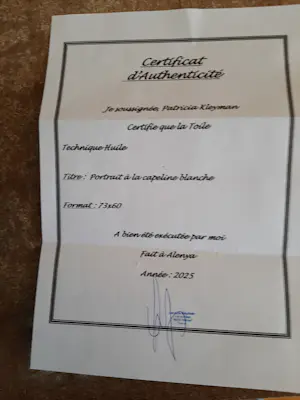 Certificat
d'Authenticité
Je soussignée, Patricia Kleyman
Certifie que la Toile
Technique Huile
Titre : Portrait à la capeline blanche
Format : 73x60
A bien été exécutée par moi
Fait à Alenya
Année : 2025